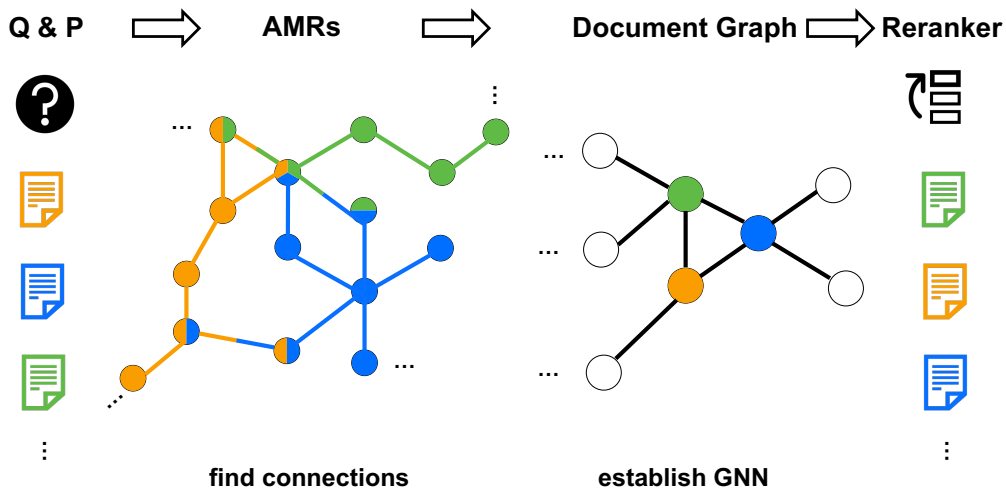 Q & P
AMRs
Document Graph
Reranker
?
...
...
...
...
...
...
...
...
...
...
find connections
establish GNN